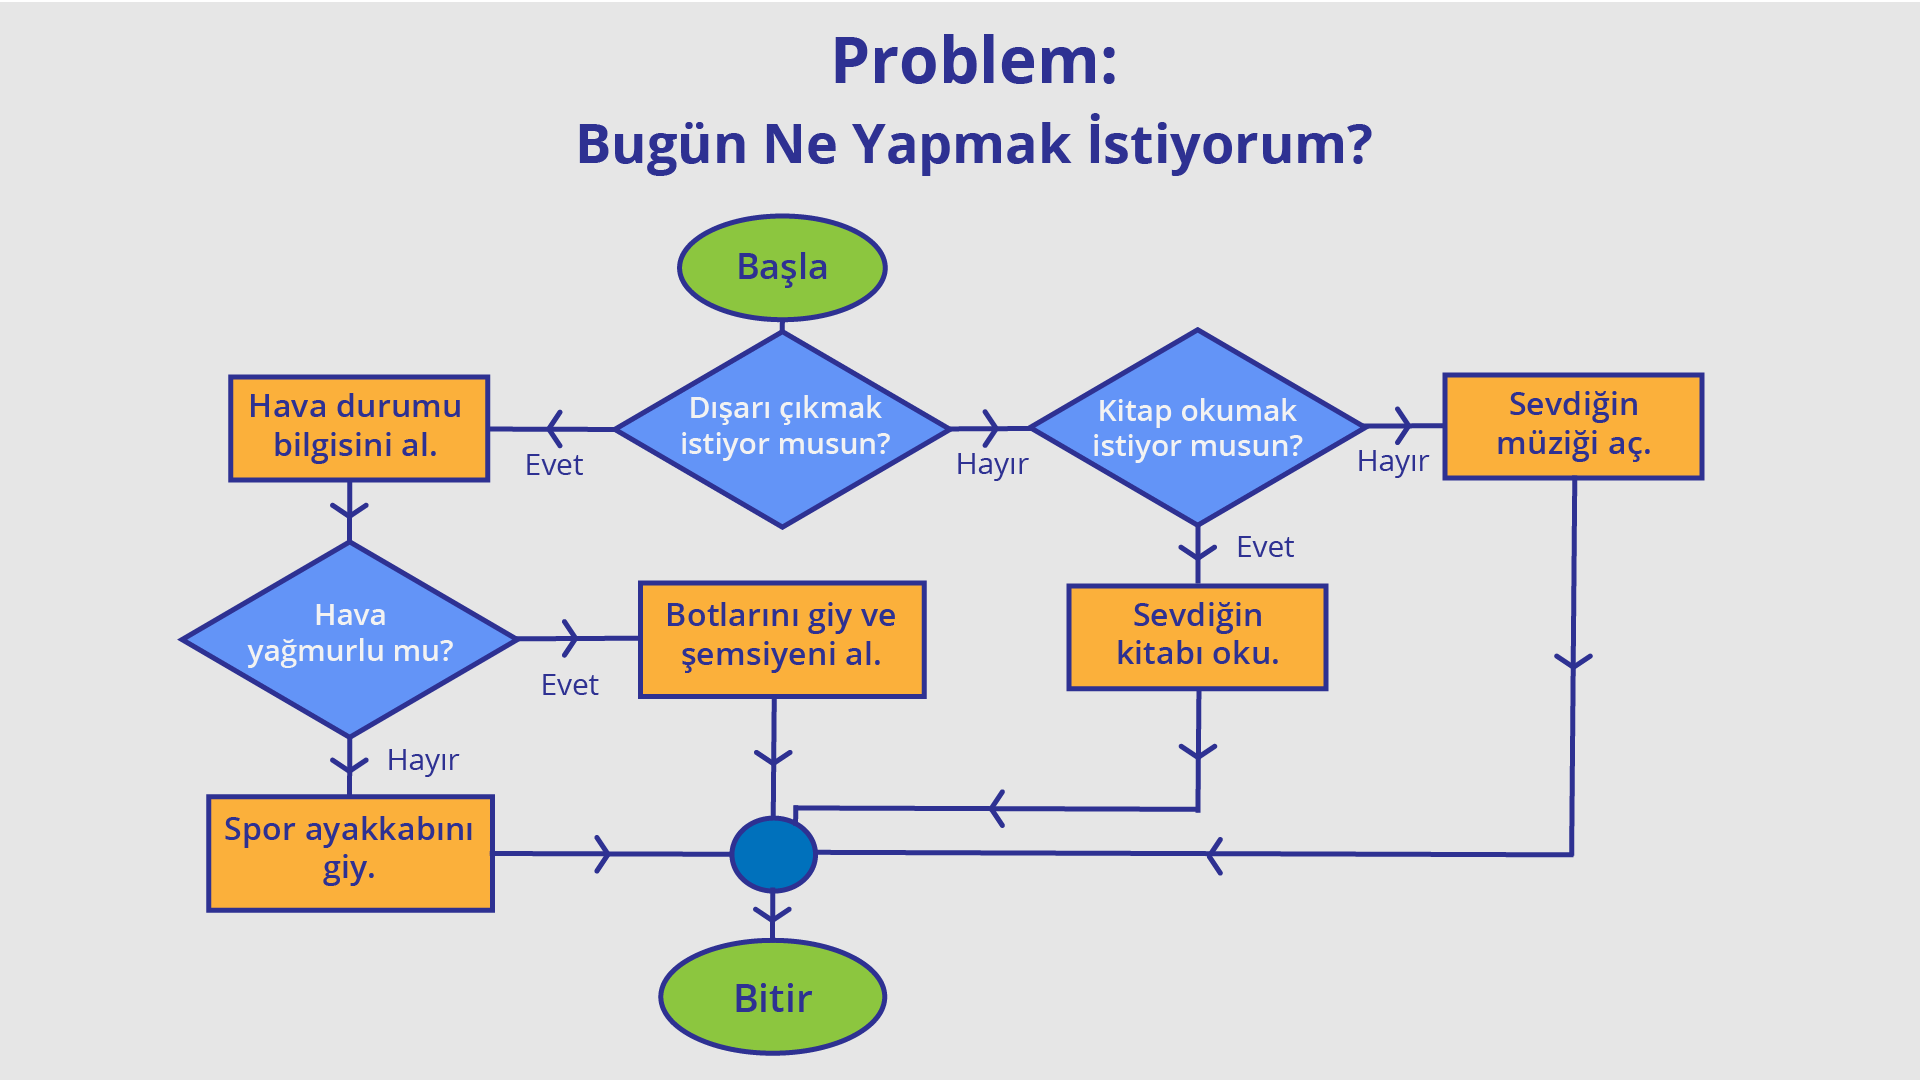 Problem:
Bugün Ne Yapmak İstiyorum?
Başla
Hava durumu
bilgisini al.
Evet
Dışarı çıkmak
istiyor musun?
Hayır
Kitap okumak
istiyor musun?
Hayır
Sevdiğin
müziği aç.
Evet
Hava
yağmurlu mu?
Evet
Botlarını giy ve
şemsiyeni al.
Sevdiğin
kitabı oku.
Hayır
Spor ayakkabını
giy.
Bitir